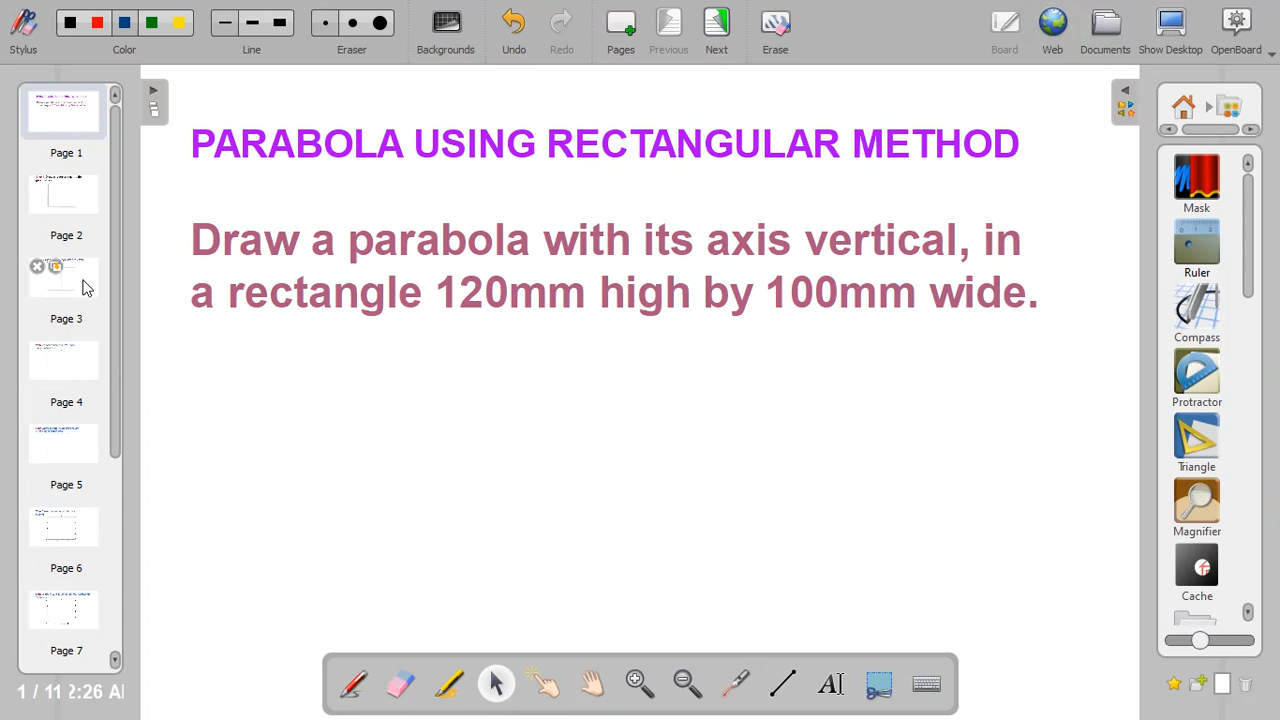 Stylus
Color
Line
Eraser
Backgrounds
Undo
Redo
Pages
Previous
Next
Erase
Board
Web
Documents
Show Desktop
OpenBoard
Page 1
Page 2
Page 3
Page 4
Page 5
Page 6
Page 7
1 / 11
2:26 AM
PARABOLA USING RECTANGULAR METHOD
Draw a parabola with its axis vertical, in
a rectangle 120mm high by 100mm wide.
Mask
Ruler
Compass
Protractor
Triangle
Magnifier
Cache